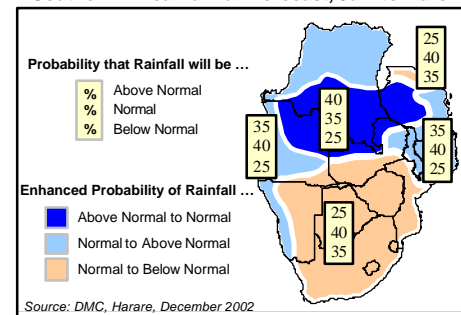 Probability that Rainfall will be …
% Above Normal
% Normal
% Below Normal
Enhanced Probability of Rainfall …
Above Normal to Normal
Normal to Above Normal
Normal to Below Normal
25
40
35
40
35
25
35
40
25
35
40
25
25
40
35
Source: DMC, Harare, December 2002